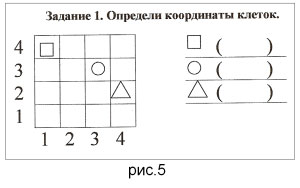 Задание 1. Определи координаты клеток.
4
3
2
1
1 2 3 4
( )
( )
( )
рис.5